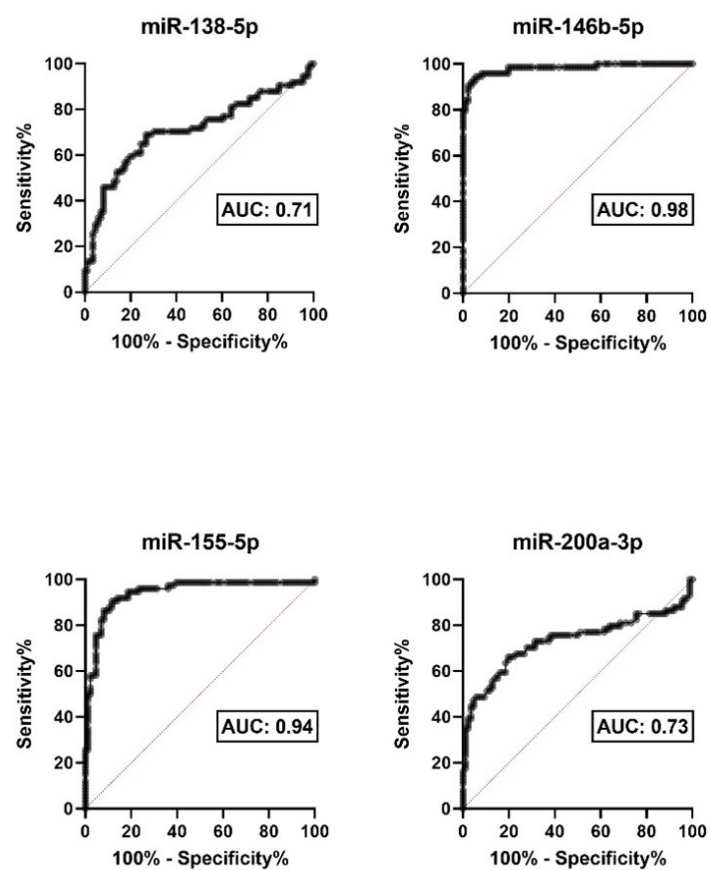 miR-138-5p
100
80
60
40
20
0
Sensitivity%
AUC: 0.71
0 20 40 60 80 100
100% - Specificity%
miR-146b-5p
100
80
60
40
20
0
Sensitivity%
AUC: 0.98
0 20 40 60 80 100
100% - Specificity%
miR-155-5p
100
80
60
40
20
0
Sensitivity%
AUC: 0.94
0 20 40 60 80 100
100% - Specificity%
miR-200a-3p
100
80
60
40
20
0
Sensitivity%
AUC: 0.73
0 20 40 60 80 100
100% - Specificity%